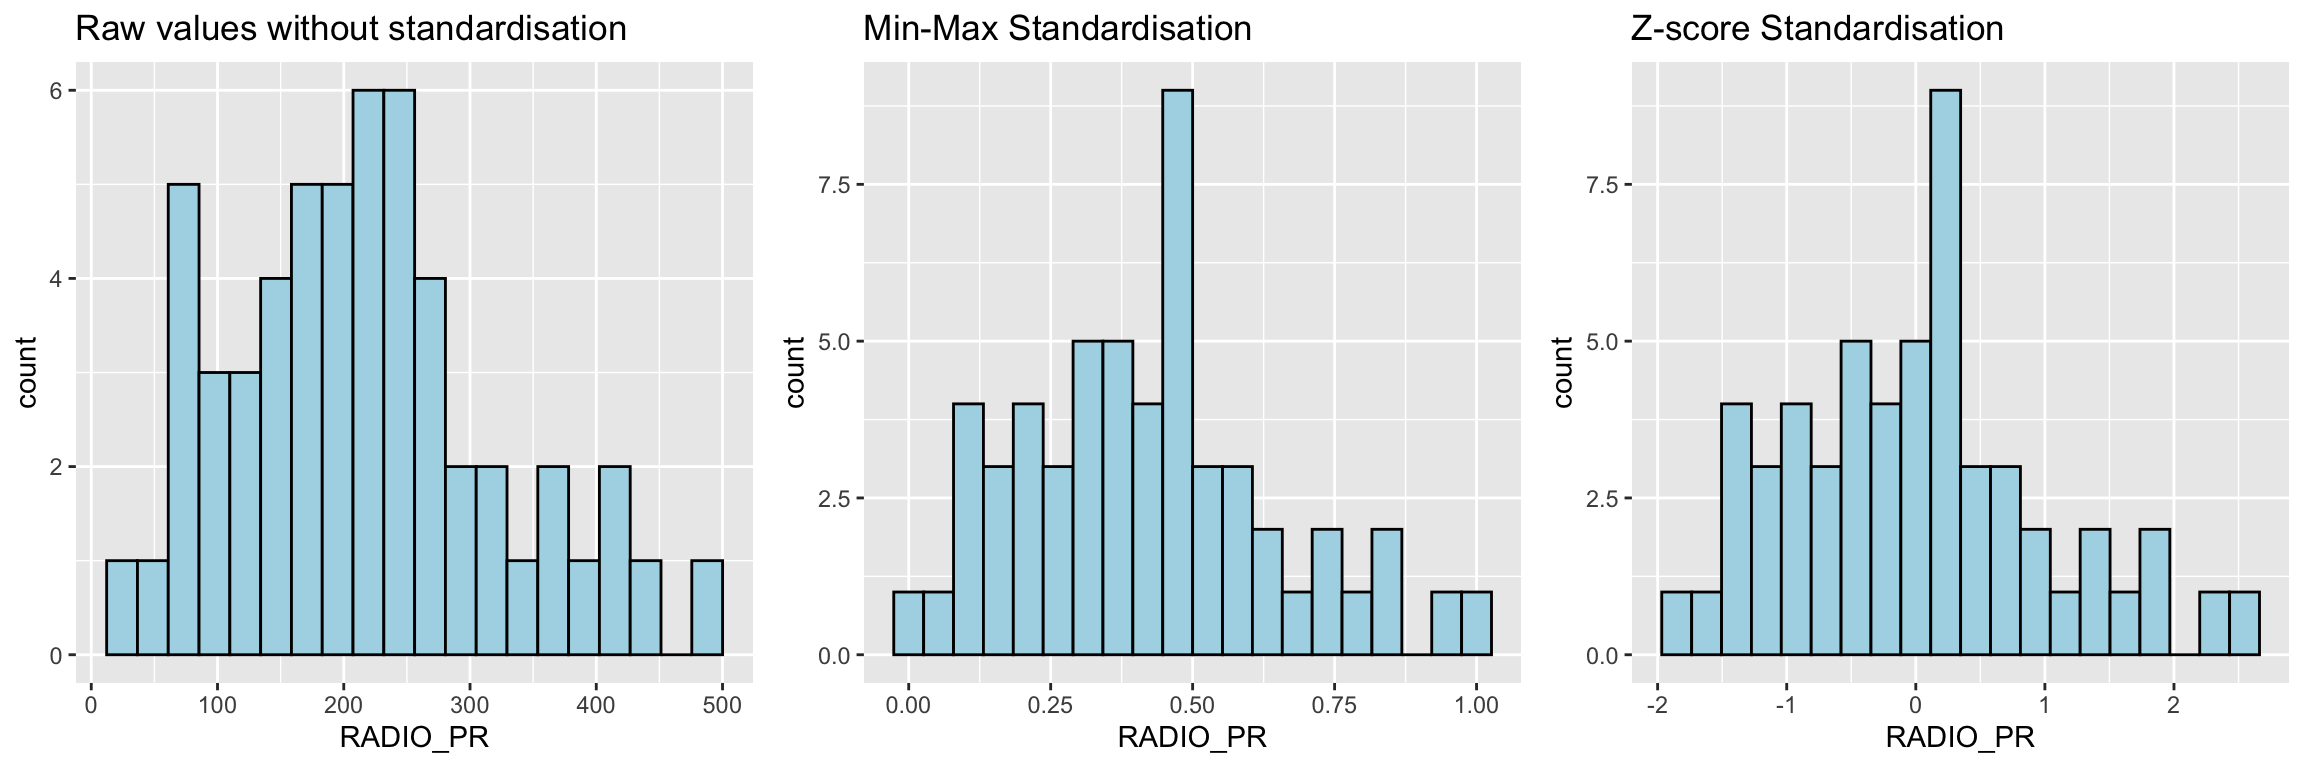 Raw values without standardisation
6
4
2
0
count
0 100 200 300 400 500
RADIO_PR
Min-Max Standardisation
7.5
5.0
2.5
0.0
count
0.00 0.25 0.50 0.75 1.00
RADIO_PR
Z-score Standardisation
7.5
5.0
2.5
0.0
count
-2 -1 0 1 2
RADIO_PR